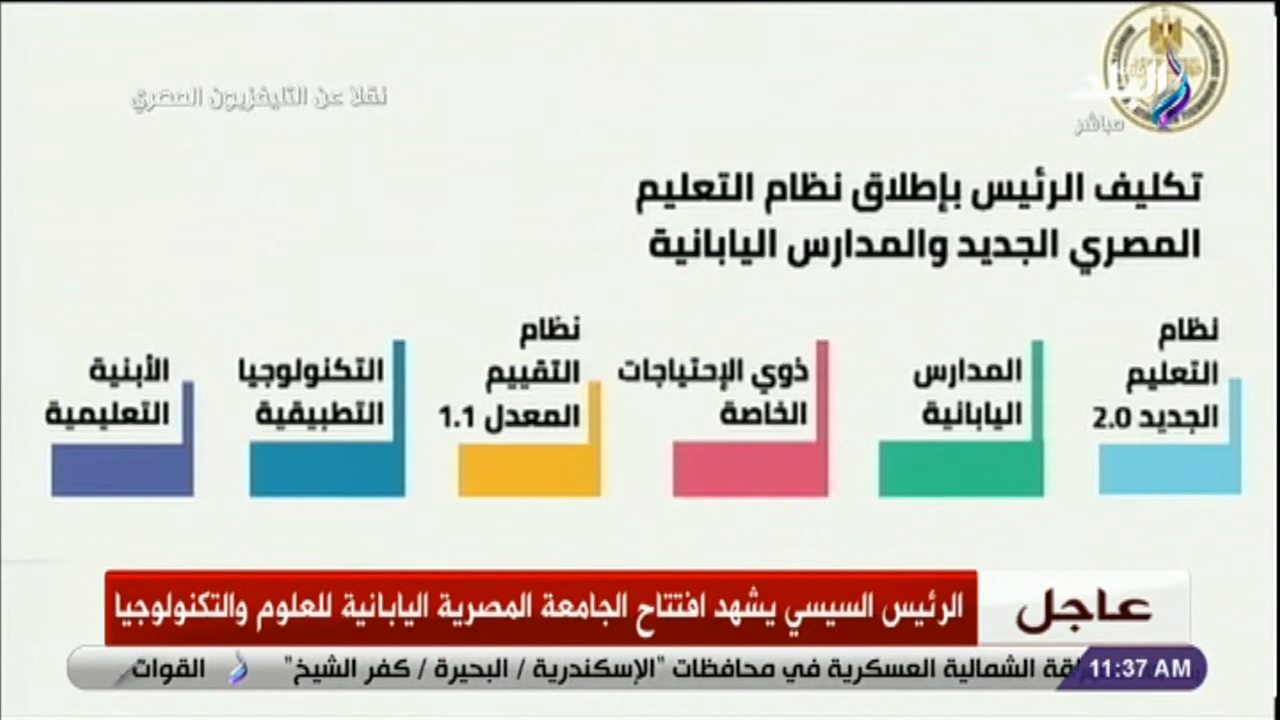 نقلا عن التليفزيون المصري
مباشر
تكليف الرئيس بإطلاق نظام التعليم
المصري الجديد والمدارس اليابانية
نظام
التعليم
الجديد 2.0
المدارس
اليابانية
ذوي الإحتياجات
الخاصة
نظام
التقييم
المعدل 1.1
التكنولوجيا
التطبيقية
الأبنية
التعليمية
عاجل
الرئيس السيسي يشهد افتتاح الجامعة المصرية اليابانية للعلوم والتكنولوجيا
11:37 AM
الشمالية العسكرية في محافظات "الإسكندرية / البحيرة / كفر الشيخ" القوات